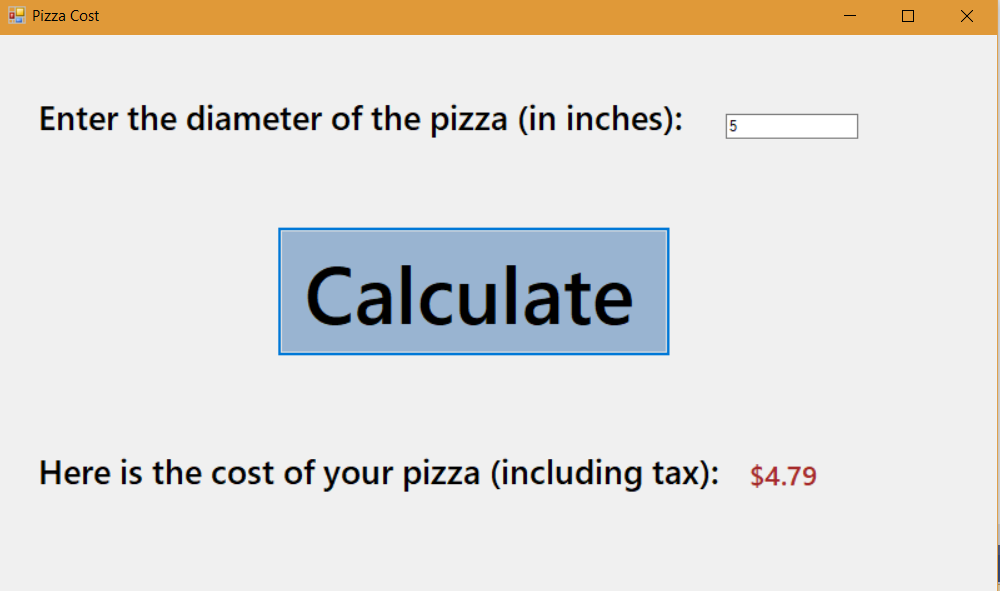 Pizza Cost
Enter the diameter of the pizza (in inches): 5
Calculate
Here is the cost of your pizza (including tax): $4.79